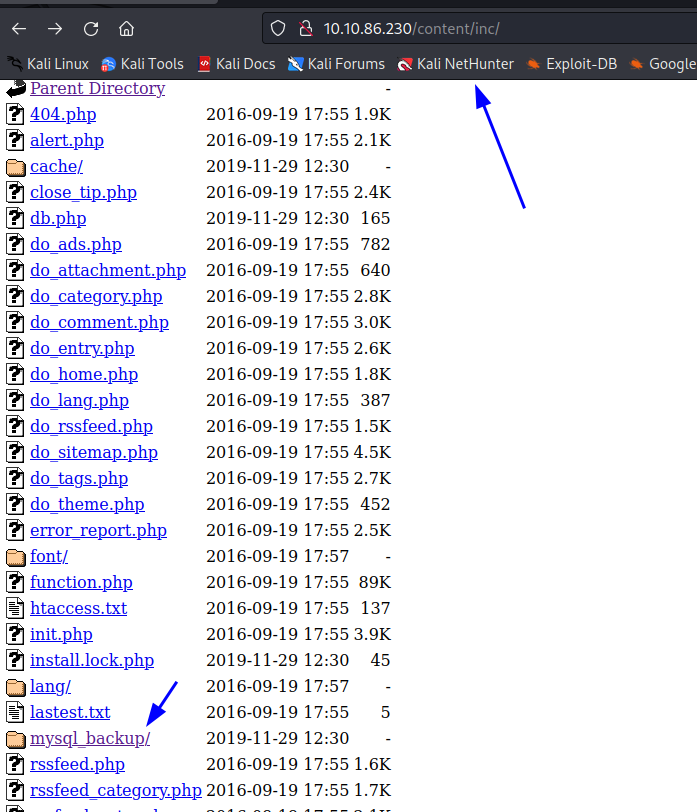 10.10.86.230/content/inc/
Kali Linux Kali Tools Kali Docs Kali Forums Kali NetHunter Exploit-DB Google
Parent Directory -
404.php 2016-09-19 17:55 1.9K
alert.php 2016-09-19 17:55 2.1K
cache/ 2019-11-29 12:30 -
close_tip.php 2016-09-19 17:55 2.4K
db.php 2019-11-29 12:30 165
do_ads.php 2016-09-19 17:55 782
do_attachment.php 2016-09-19 17:55 640
do_category.php 2016-09-19 17:55 2.8K
do_comment.php 2016-09-19 17:55 3.0K
do_entry.php 2016-09-19 17:55 2.6K
do_home.php 2016-09-19 17:55 1.8K
do_lang.php 2016-09-19 17:55 387
do_rssfeed.php 2016-09-19 17:55 1.5K
do_sitemap.php 2016-09-19 17:55 4.5K
do_tags.php 2016-09-19 17:55 2.7K
do_theme.php 2016-09-19 17:55 452
error_report.php 2016-09-19 17:55 2.5K
font/ 2016-09-19 17:57 -
function.php 2016-09-19 17:55 89K
htaccess.txt 2016-09-19 17:55 137
init.php 2016-09-19 17:55 3.9K
install.lock.php 2019-11-29 12:30 45
lang/ 2016-09-19 17:57 -
lastest.txt 2016-09-19 17:55 5
mysql_backup/ 2019-11-29 12:30 -
rssfeed.php 2016-09-19 17:55 1.6K
rssfeed_category.php 2016-09-19 17:55 1.7K